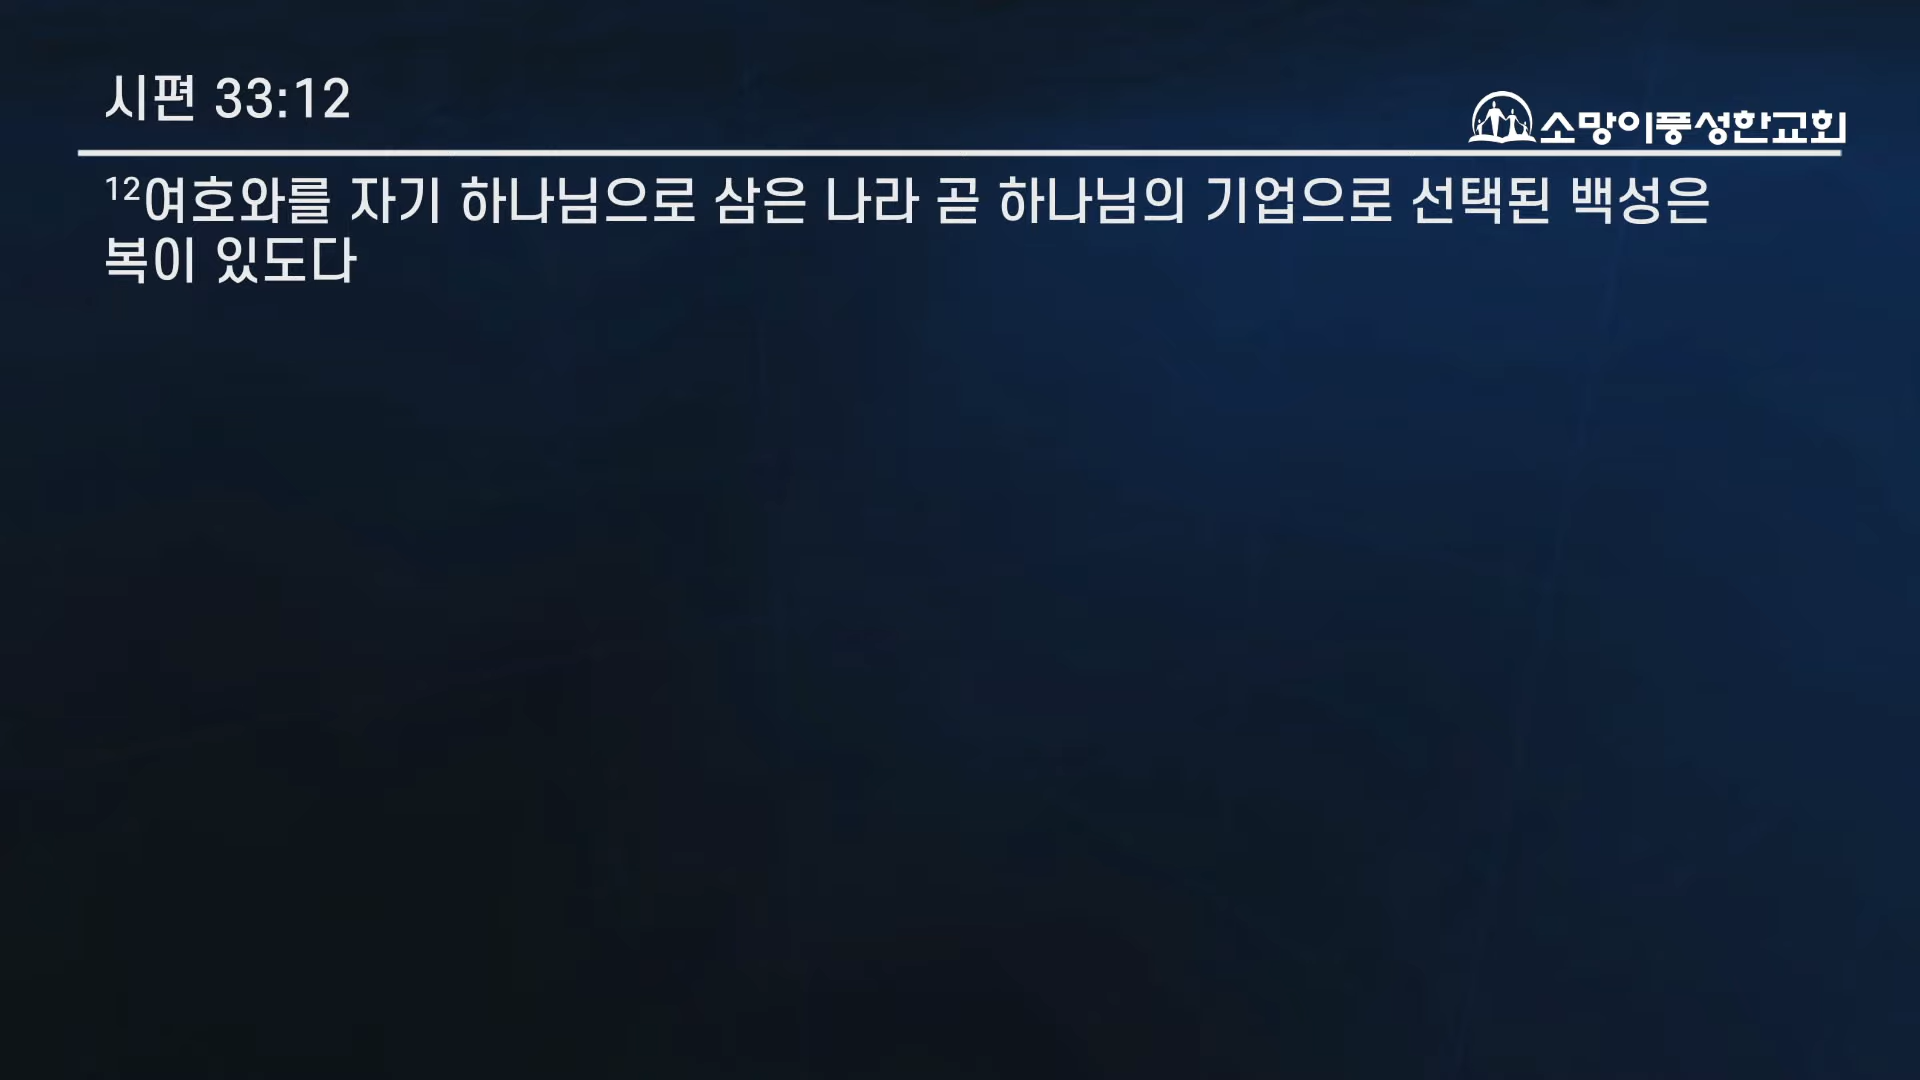 시편 33:12
소망이풍성한교회
12여호와를 자기 하나님으로 삼은 나라 곧 하나님의 기업으로 선택된 백성은
복이 있도다